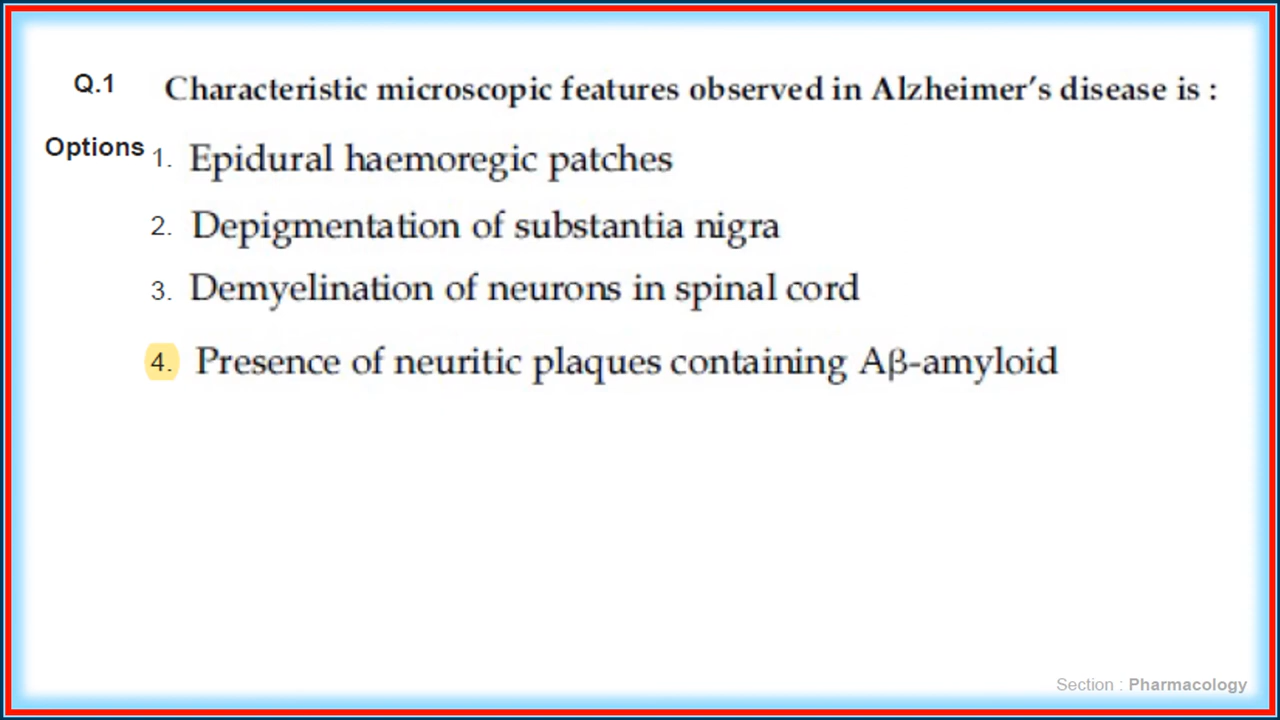 Q.1 Characteristic microscopic features observed in Alzheimer's disease is :
Options 1. Epidural haemoregic patches
2. Depigmentation of substantia nigra
3. Demyelination of neurons in spinal cord
4. Presence of neuritic plaques containing Aβ-amyloid
Section : Pharmacology